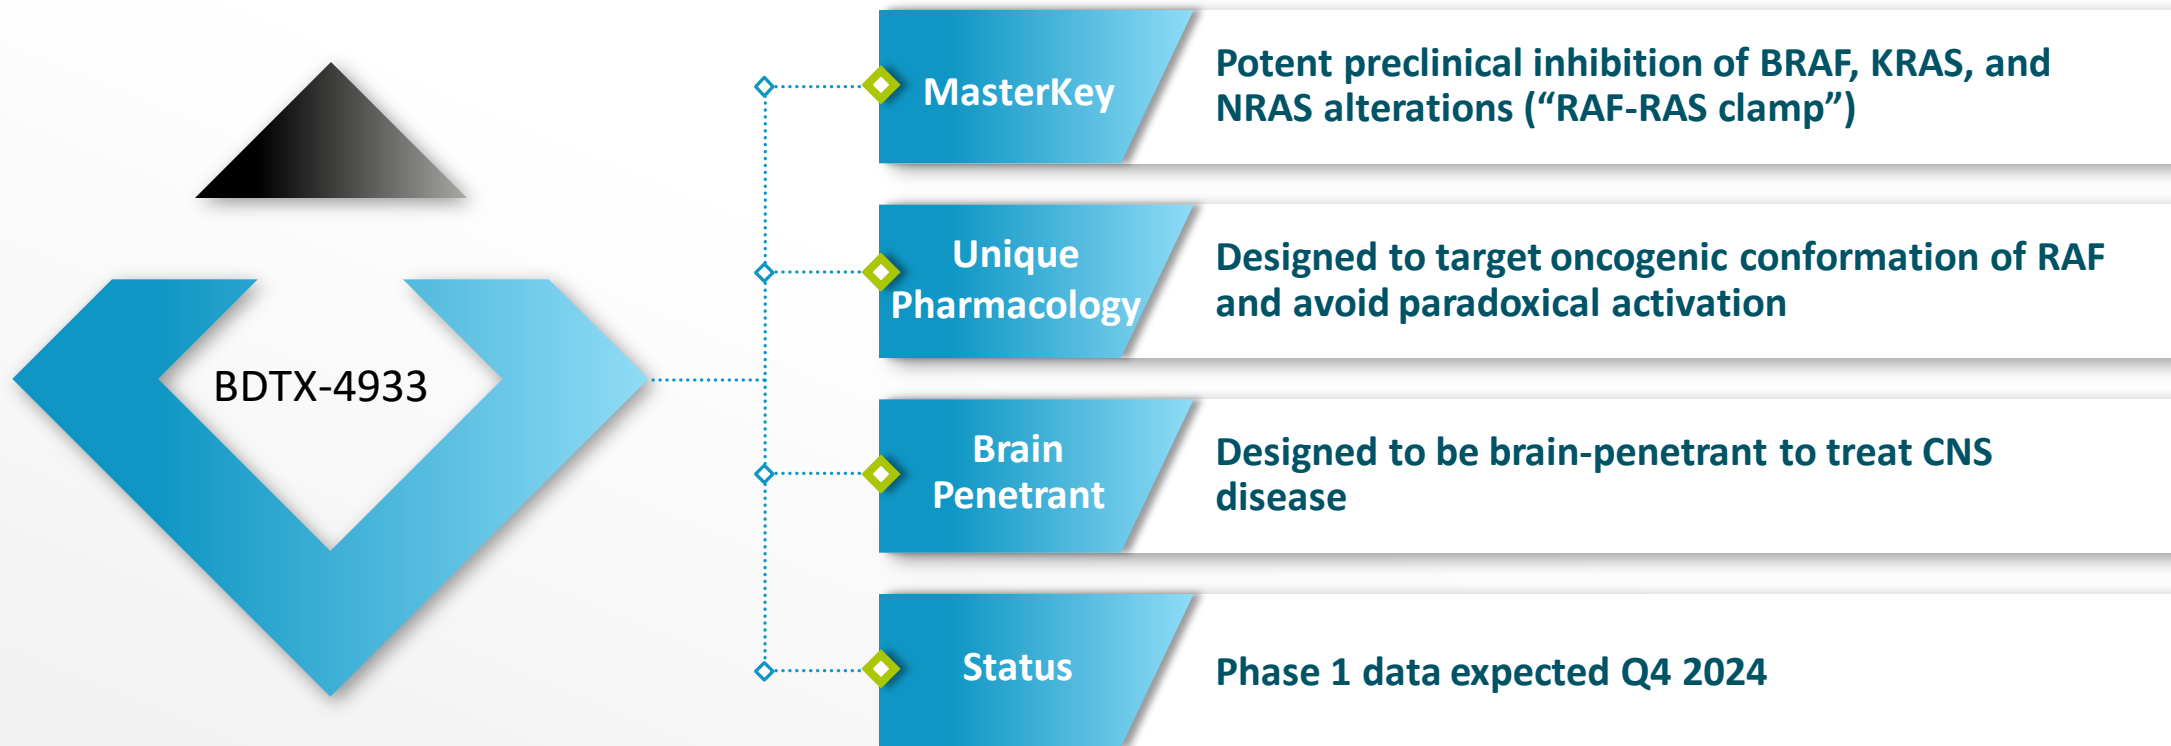 BDTX-4933
MasterKey
Potent preclinical inhibition of BRAF, KRAS, and
NRAS alterations (“RAF-RAS clamp”)
Unique
Pharmacology
Designed to target oncogenic conformation of RAF
and avoid paradoxical activation
Brain
Penetrant
Designed to be brain-penetrant to treat CNS
disease
Status
Phase 1 data expected Q4 2024